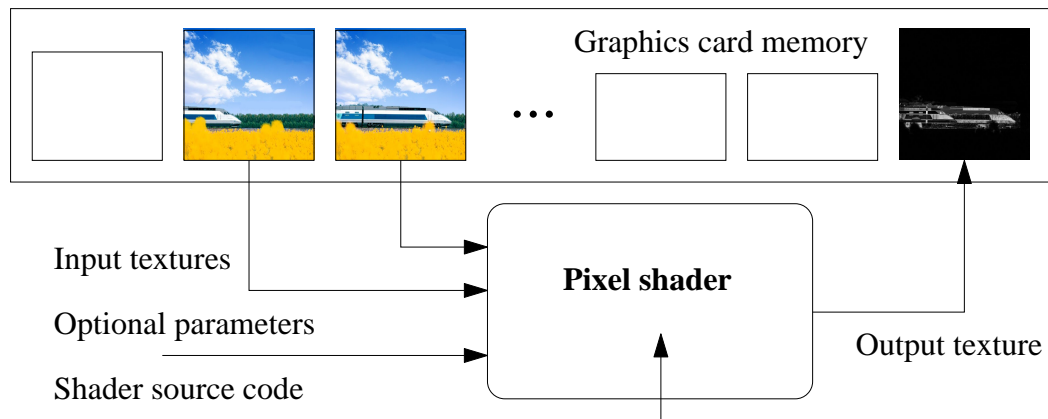 Graphics card memory
Input textures
Pixel shader
Optional parameters
Output texture
Shader source code